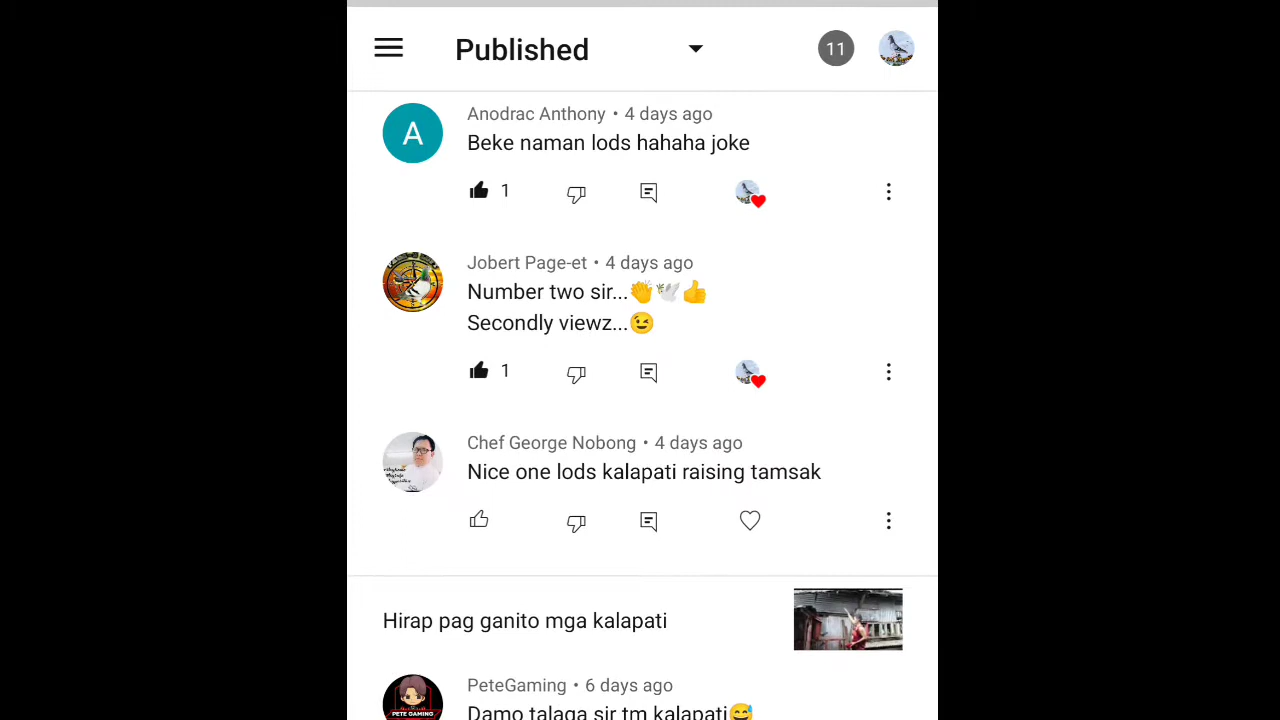 Published
11
Anodrac Anthony • 4 days ago
A
Beke naman lods hahaha joke
1
Jobert Page-et • 4 days ago
Number two sir...👏🕊️👍
Secondly viewz...😉
1
Chef George Nobong • 4 days ago
Nice one lods kalapati raising tamsak
Hirap pag ganito mga kalapati
PeteGaming • 6 days ago
PETE GAMING
Damo talaga sir tm kalapati😅